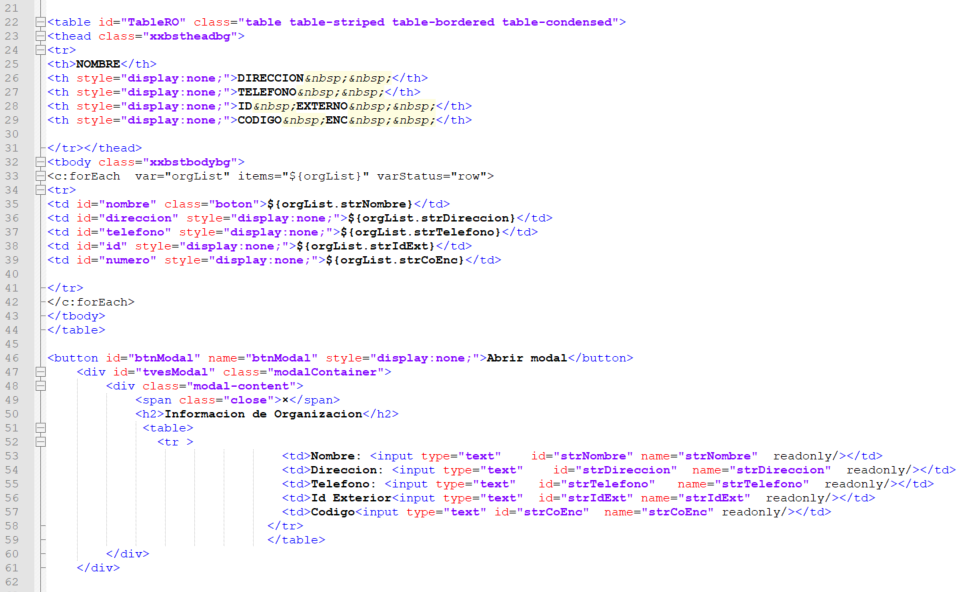 21
22 <table id="TableRO" class="table table-striped table-bordered table-condensed">
23 <thead class="xxbstheadbg">
24 <tr>
25 <th>NOMBRE</th>
26 <th style="display:none;">DIRECCION&nbsp;&nbsp;</th>
27 <th style="display:none;">TELEFONO&nbsp;&nbsp;</th>
28 <th style="display:none;">ID&nbsp;EXTERNO&nbsp;&nbsp;</th>
29 <th style="display:none;">CODIGO&nbsp;ENC&nbsp;&nbsp;</th>
30
31 </tr></thead>
32 <tbody class="xxbstbodybg">
33 <c:forEach  var="orgList" items="${orgList}" varStatus="row">
34 <tr>
35 <td id="nombre" class="boton">${orgList.strNombre}</td>
36 <td id="direccion" style="display:none;">${orgList.strDireccion}</td>
37 <td id="telefono" style="display:none;">${orgList.strTelefono}</td>
38 <td id="id" style="display:none;">${orgList.strIdExt}</td>
39 <td id="numero" style="display:none;">${orgList.strCoEnc}</td>
40
41 </tr>
42 </c:forEach>
43 </tbody>
44 </table>
45
46 <button id="btnModal" name="btnModal" style="display:none;">Abrir modal</button>
47 <div id="tvesModal" class="modalContainer">
48 <div class="modal-content">
49 <span class="close">×</span>
50 <h2>Informacion de Organizacion</h2>
51 <table>
52 <tr >
53 <td>Nombre: <input type="text"    id="strNombre" name="strNombre"  readonly/></td>
54 <td>Direccion: <input type="text"    id="strDireccion"  name="strDireccion"  readonly/></td>
55 <td>Telefono: <input type="text"   id="strTelefono"   name="strTelefono"  readonly/></td>
56 <td>Id Exterior<input type="text"  id="strIdExt" name="strIdExt"  readonly/></td>
57 <td>Codigo<input type="text" id="strCoEnc"  name="strCoEnc" readonly/></td>
58 </tr>
59 </table>
60 </div>
61 </div>
62